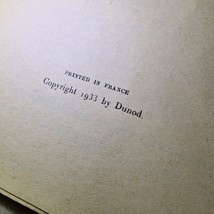 PRINTED IN FRANCE
Copyright 1933 by Dunod.